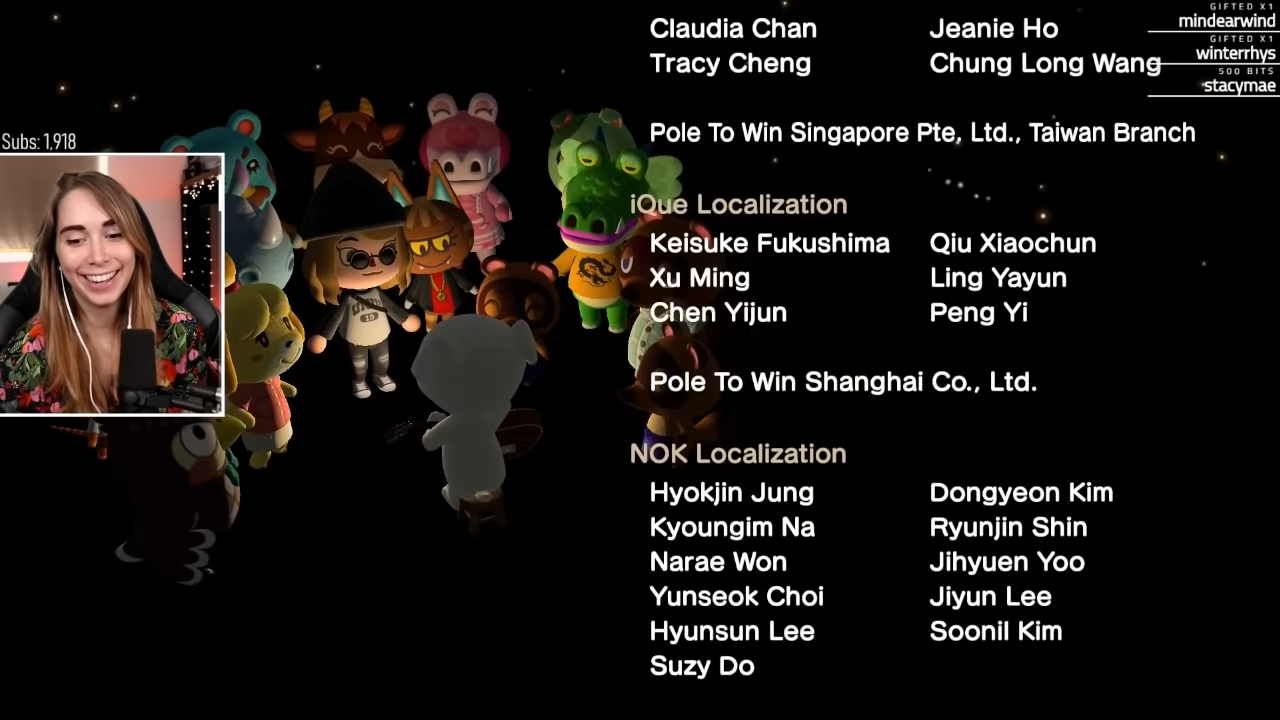 GIFTED X1
mindearwind
GIFTED X1
winterrhys
500 BITS
stacymae
Subs: 1,918
Claudia Chan Jeanie Ho
Tracy Cheng Chung Long Wang
Pole To Win Singapore Pte. Ltd., Taiwan Branch
iQue Localization
Keisuke Fukushima Qiu Xiaochun
Xu Ming Ling Yayun
Chen Yijun Peng Yi
Pole To Win Shanghai Co., Ltd.
NOK Localization
Hyokjin Jung Dongyeon Kim
Kyoungim Na Ryunjin Shin
Narae Won Jihyuen Yoo
Yunseok Choi Jiyun Lee
Hyunsun Lee Soonil Kim
Suzy Do